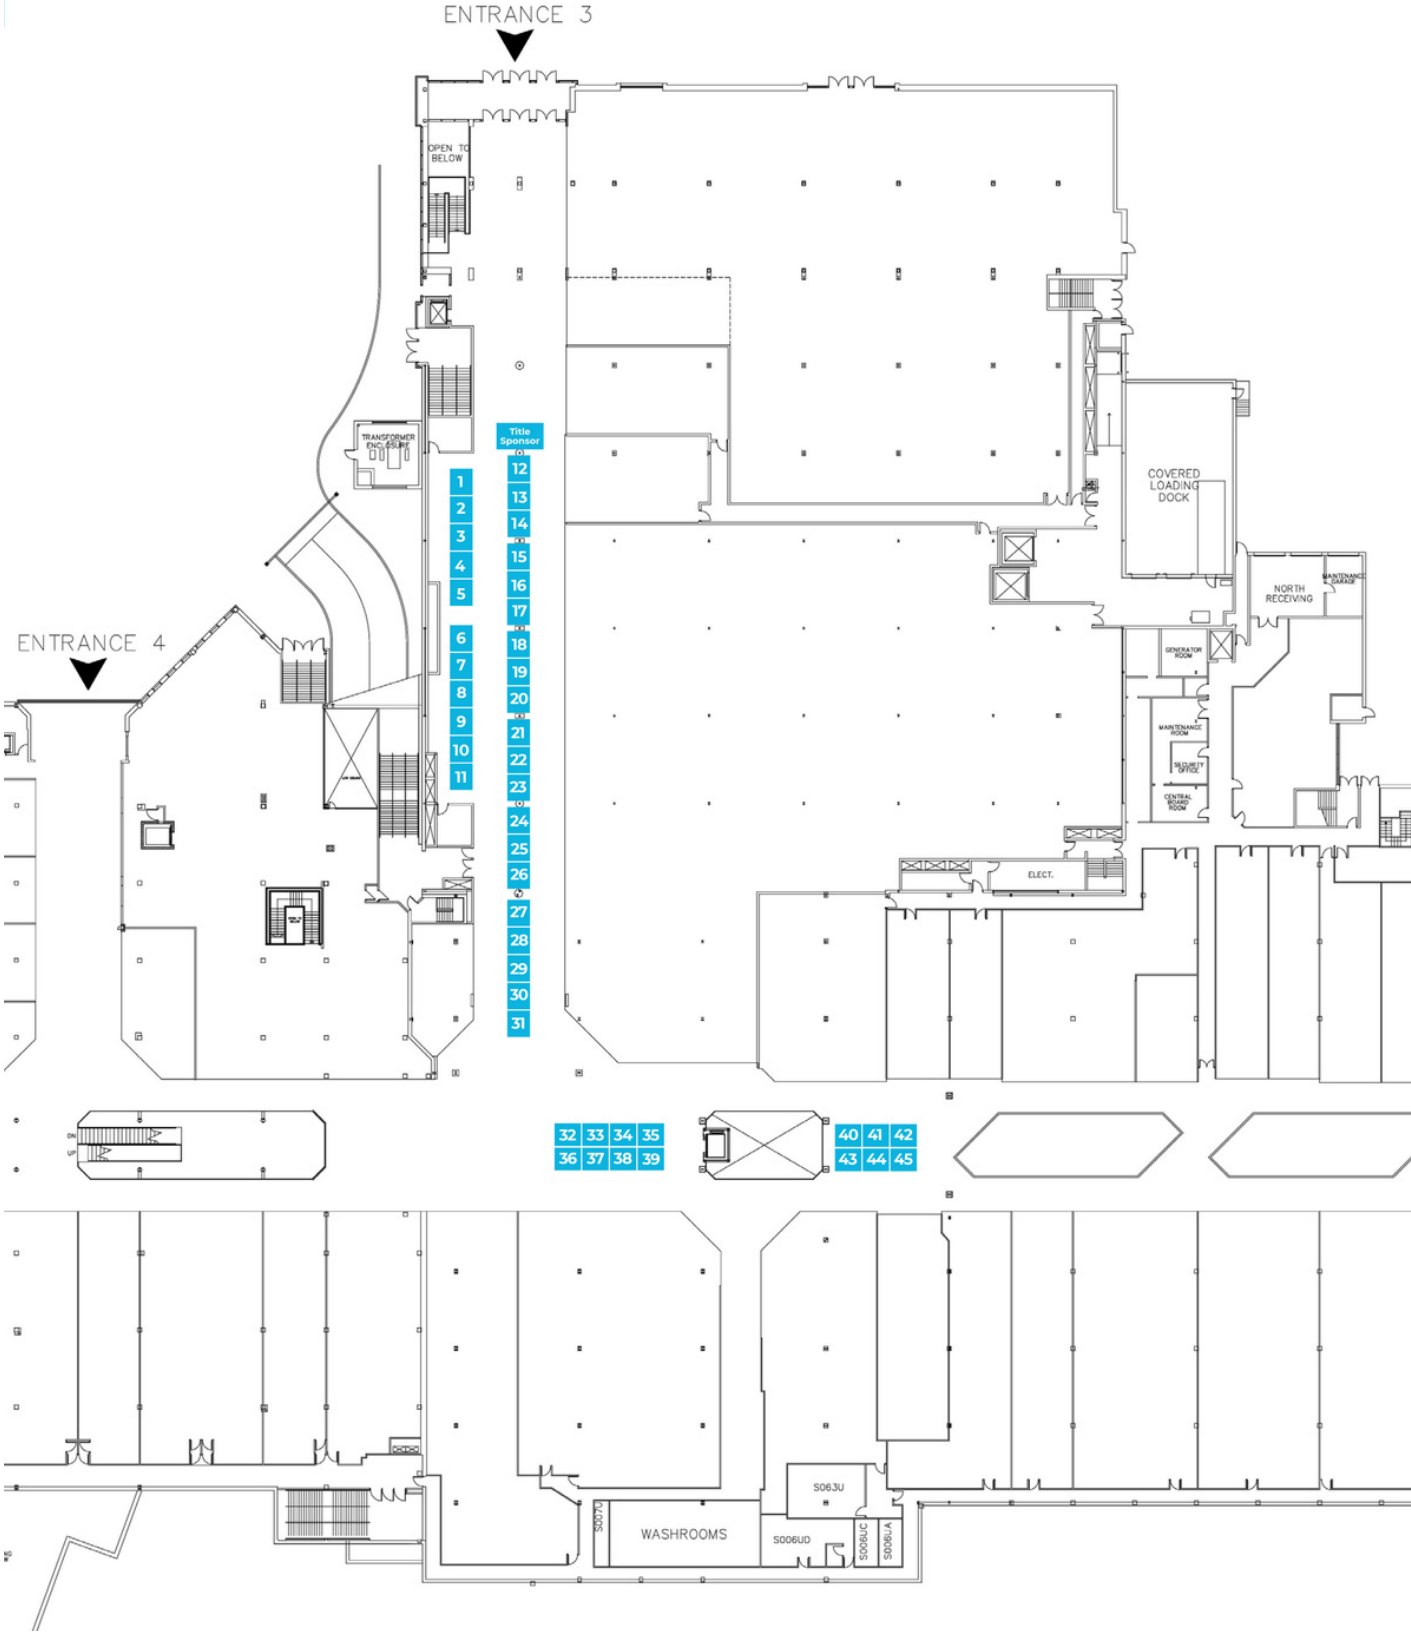 ENTRANCE 3
OPEN TO
BELOW
TRANSFORMER
ENCLOSURE
Title
Sponsor
1
2
3
4
5
6
7
8
9
10
11
12
13
14
15
16
17
18
19
20
21
22
23
24
25
26
27
28
29
30
31
COVERED
LOADING
DOCK
NORTH
RECEIVING
MAINTENANCE
GARAGE
GENERATOR
ROOM
MAINTENANCE
ROOM
SECURITY
OFFICE
CENTRAL
BOARD
ROOM
ELECT.
ENTRANCE 4
OPEN TO
BELOW
DN
UP
32 33 34 35
36 37 38 39
40 41 42
43 44 45
S007U
WASHROOMS
S063U
S006UD
S006UC
S006UA